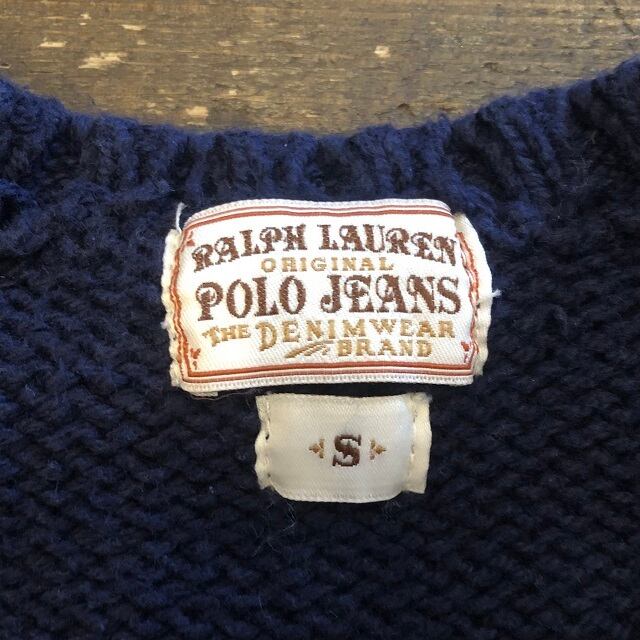 RALPH LAUREN
ORIGINAL
POLO JEANS
THE DENIMWEAR
BRAND
S